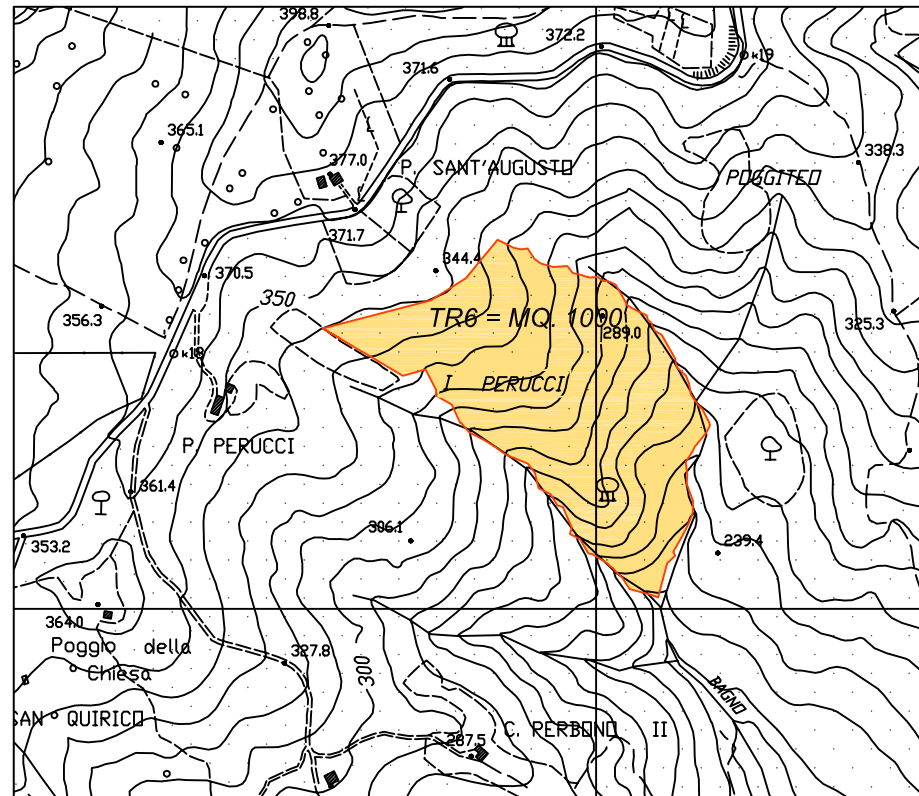 398.8
372.2
K19
371.6
365.1
377.0
P. SANT'AUGUSTO
338.3
POGGITEO
371.7
344.4
370.5
350
356.3
TR6 = MQ. 1000
325.3
289.0
K18
I PERUCCI
P. PERUCCI
361.4
306.1
353.2
239.4
364.0
Poggio della
Chiesa
327.8
300
BAGNO
SAN QUIRICO
C. PERBONO II
287.5